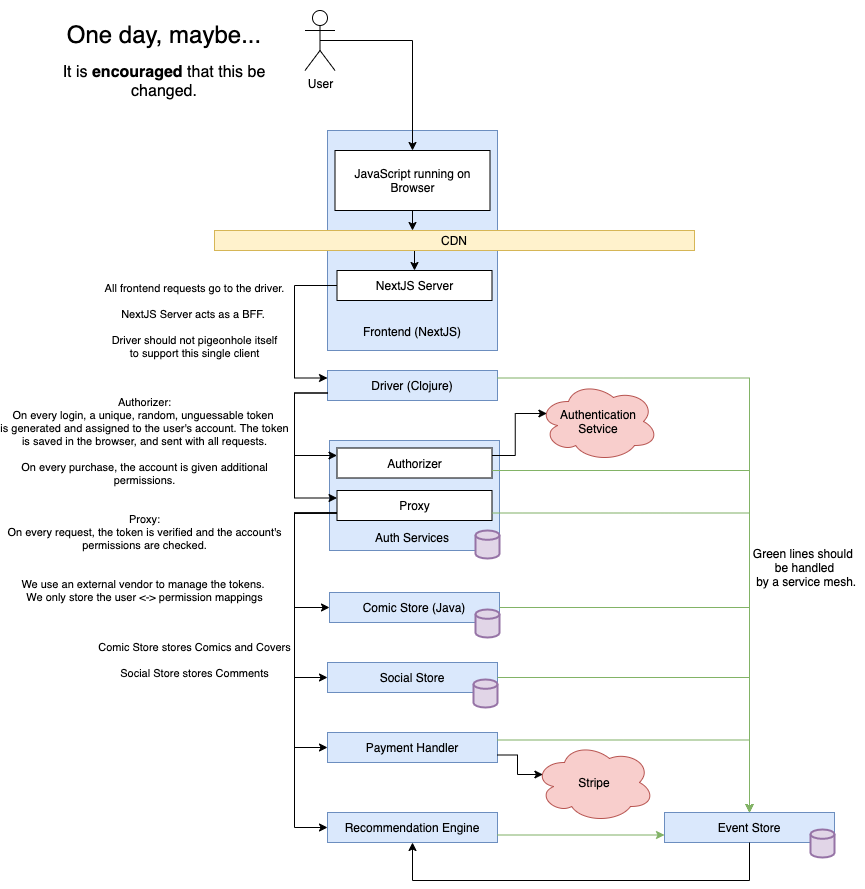 One day, maybe...
It is encouraged that this be
changed.
User
JavaScript running on
Browser
CDN
NextJS Server
Frontend (NextJS)
All frontend requests go to the driver.
NextJS Server acts as a BFF.
Driver should not pigeonhole itself
to support this single client
Driver (Clojure)
Authorizer:
On every login, a unique, random, unguessable token
is generated and assigned to the user's account. The token
is saved in the browser, and sent with all requests.
On every purchase, the account is given additional
permissions.
Authentication
Setvice
Authorizer
Proxy
Auth Services
Proxy:
On every request, the token is verified and the account's
permissions are checked.
Green lines should
be handled
by a service mesh.
We use an external vendor to manage the tokens.
We only store the user <-> permission mappings
Comic Store (Java)
Comic Store stores Comics and Covers
Social Store stores Comments
Social Store
Payment Handler
Stripe
Recommendation Engine
Event Store